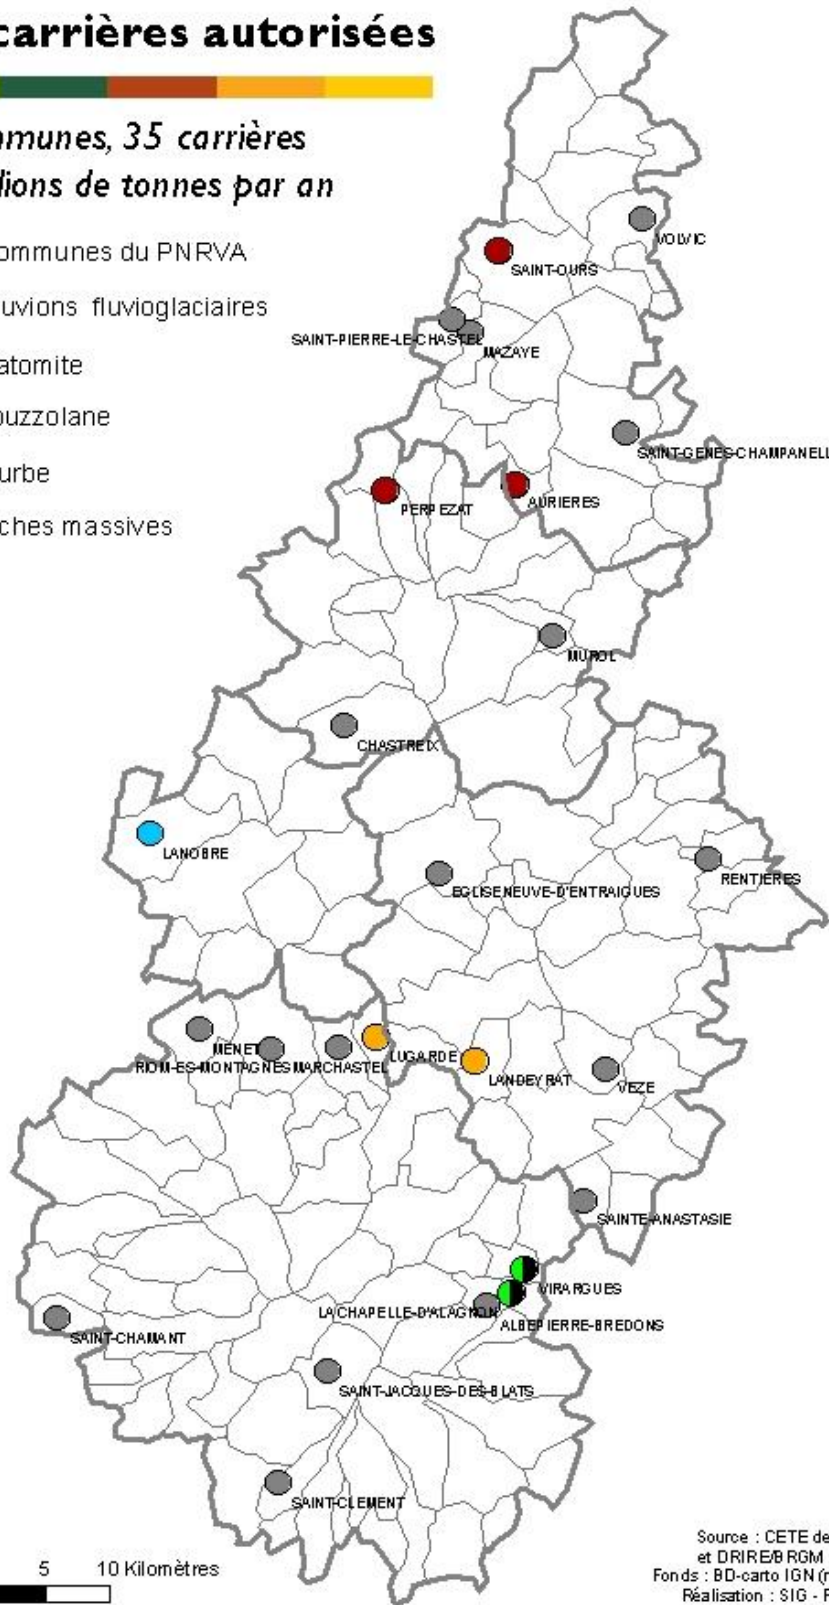 carrières autorisées
mmunes, 35 carrières
lions de tonnes par an
ommunes du PNRVA
uvions fluvioglaciaires
atomite
ouzzolane
urbe
ches massives
VOLVIC
SAINT-OURS
SAINT-PIERRE-LE-CHASTEL
MAZAYE
SAINT-GENES-CHAMPANELL
PERPEZAT
AURIERES
MUROL
CHASTREIX
LANOBRE
RENTIERES
EGLISENEUVE-D'ENTRAIGUES
MENET
LUGARDE
RIOM-ES-MONTAGNES
MARCHASTEL
LANDEYRAT
VEZE
SAINTE-ANASTASIE
VIRARGUES
LA CHAPELLE-D'ALAGNON
ALBEPIERRE-BREDONS
SAINT-CHAMANT
SAINT-JACQUES-DES-BLATS
SAINT-CLEMENT
5 10 Kilomètres
Source : CETE de
et DRIRE/BRGM
Fonds : BD-carto IGN (r
Réalisation : SIG - P